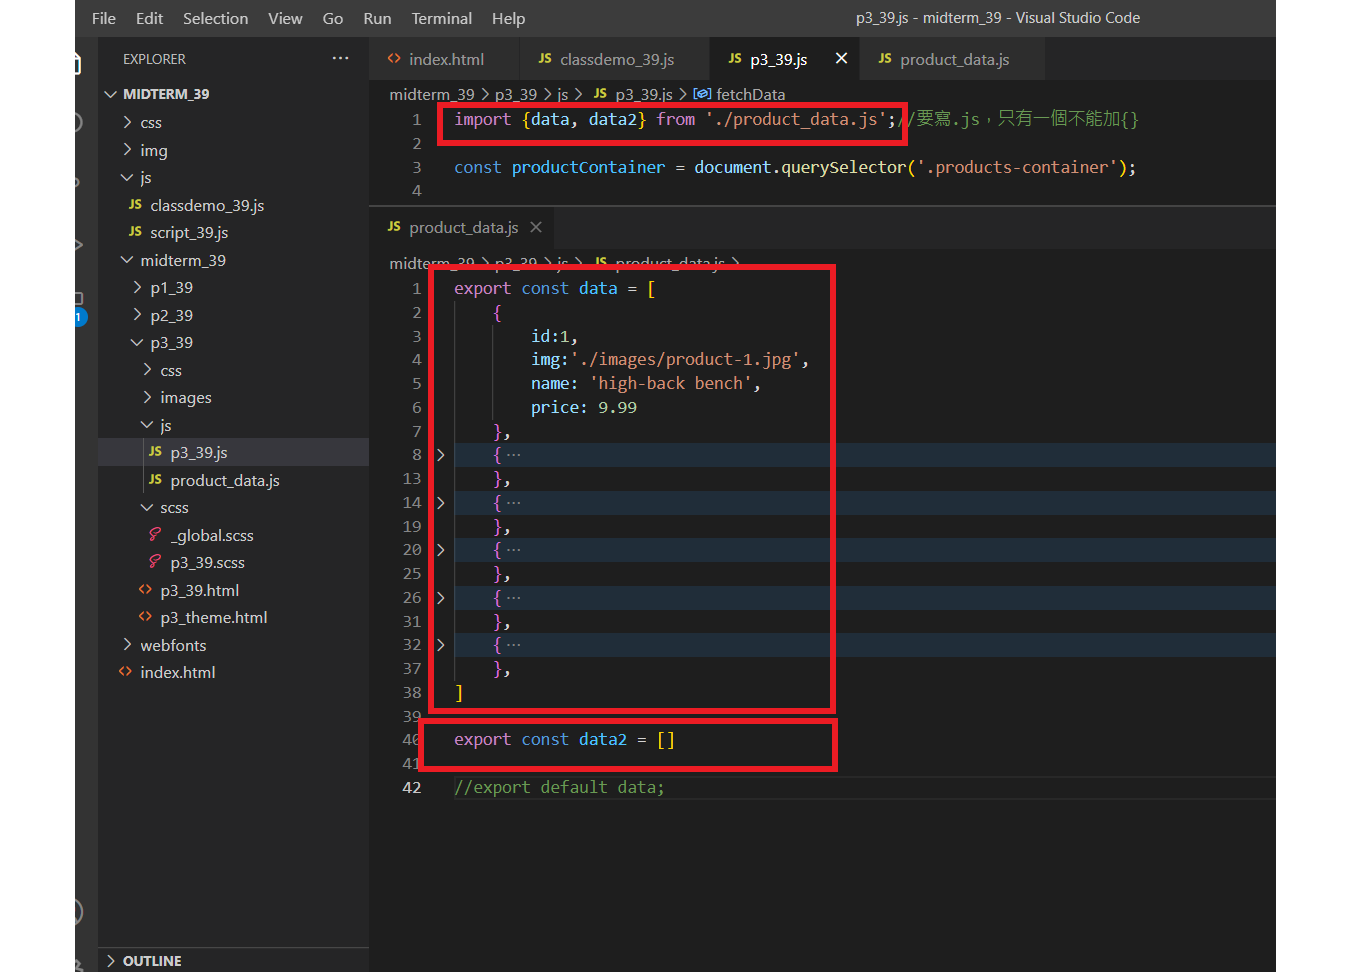 File Edit Selection View Go Run Terminal Help
p3_39.js - midterm_39 - Visual Studio Code
EXPLORER
MIDTERM_39
css
img
js
JS classdemo_39.js
JS script_39.js
midterm_39
p1_39
p2_39
p3_39
css
images
js
JS p3_39.js
JS product_data.js
scss
_global.scss
p3_39.scss
<> p3_39.html
<> p3_theme.html
webfonts
<> index.html
OUTLINE
1
<> index.html
JS classdemo_39.js
JS p3_39.js
JS product_data.js
midterm_39 > p3_39 > js > JS p3_39.js > fetchData
1 import {data, data2} from './product_data.js';//要寫.js，只有一個不能加{}
2
3 const productContainer = document.querySelector('.products-container');
4
JS product_data.js
midterm_39 > p3_39 > js > JS product_data.js >
1 export const data = [
2 {
3 id:1,
4 img:'./images/product-1.jpg',
5 name: 'high-back bench',
6 price: 9.99
7 },
8 > { ···
13 },
14 > { ···
19 },
20 > { ···
25 },
26 > { ···
31 },
32 > { ···
37 },
38 ]
39
40 export const data2 = []
41
42 //export default data;